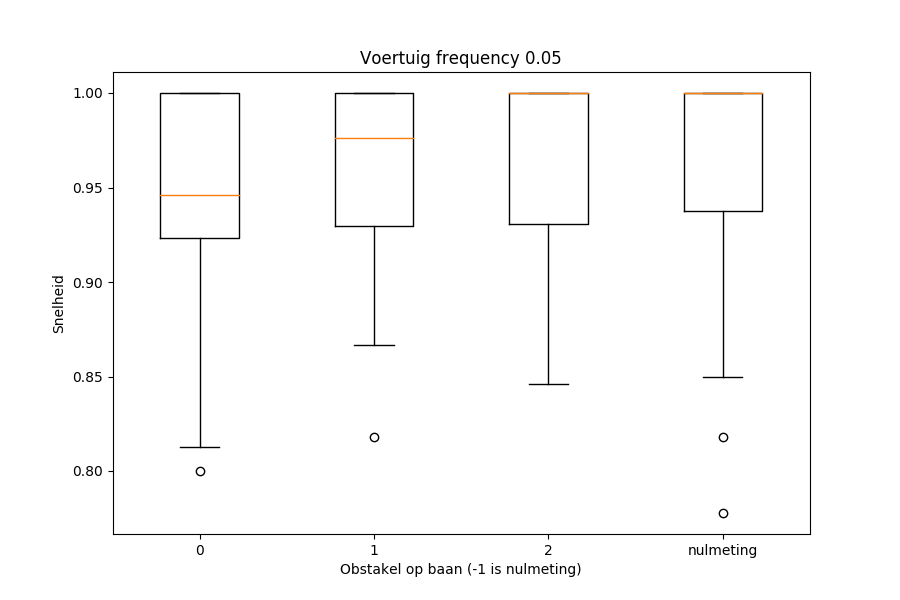 Voertuig frequency 0.05
1.00
0.95
0.90
0.85
0.80
Snelheid
0 1 2 nulmeting
Obstakel op baan (-1 is nulmeting)